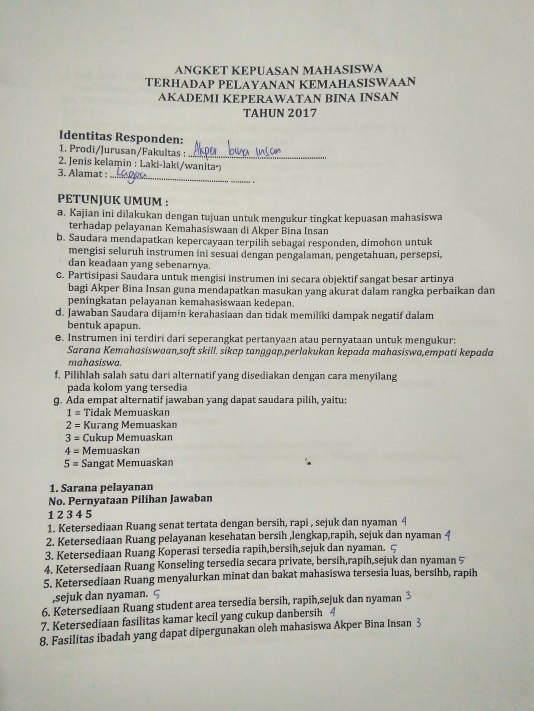 ANGKET KEPUASAN MAHASISWA
TERHADAP PELAYANAN KEMAHASISWAAN
AKADEMI KEPERAWATAN BINA INSAN
TAHUN 2017
Identitas Responden:
1. Prodi/Jurusan/Fakultas : Akper bina insan
2. Jenis kelamin : Laki-laki/wanita*)
3. Alamat : Lagoa
PETUNJUK UMUM :
a. Kajian ini dilakukan dengan tujuan untuk mengukur tingkat kepuasan mahasiswa
terhadap pelayanan Kemahasiswaan di Akper Bina Insan
b. Saudara mendapatkan kepercayaan terpilih sebagai responden, dimohon untuk
mengisi seluruh instrumen ini sesuai dengan pengalaman, pengetahuan, persepsi,
dan keadaan yang sebenarnya.
c. Partisipasi Saudara untuk mengisi instrumen ini secara objektif sangat besar artinya
bagi Akper Bina Insan guna mendapatkan masukan yang akurat dalam rangka perbaikan dan
peningkatan pelayanan kemahasiswaan kedepan.
d. Jawaban Saudara dijamin kerahasiaan dan tidak memiliki dampak negatif dalam
bentuk apapun.
e. Instrumen ini terdiri dari seperangkat pertanyaan atau pernyataan untuk mengukur:
Sarana Kemahasiswaan,soft skill, sikap tanggap,perlakukan kepada mahasiswa,empati kepada
mahasiswa.
f. Pilihlah salah satu dari alternatif yang disediakan dengan cara menyilang
pada kolom yang tersedia
g. Ada empat alternatif jawaban yang dapat saudara pilih, yaitu:
1 = Tidak Memuaskan
2 = Kurang Memuaskan
3 = Cukup Memuaskan
4 = Memuaskan
5 = Sangat Memuaskan
1. Sarana pelayanan
No. Pernyataan Pilihan Jawaban
1 2 3 4 5
1. Ketersediaan Ruang senat tertata dengan bersih, rapi , sejuk dan nyaman 4
2. Ketersediaan Ruang pelayanan kesehatan bersih ,lengkap,rapih, sejuk dan nyaman 4
3. Ketersediaan Ruang Koperasi tersedia rapih,bersih,sejuk dan nyaman. 5
4. Ketersediaan Ruang Konseling tersedia secara private, bersih,rapih,sejuk dan nyaman 5
5. Ketersediaan Ruang menyalurkan minat dan bakat mahasiswa tersesia luas, bersihb, rapih
,sejuk dan nyaman. 5
6. Ketersediaan Ruang student area tersedia bersih, rapih,sejuk dan nyaman 3
7. Ketersediaan fasilitas kamar kecil yang cukup danbersih 4
8. Fasilitas ibadah yang dapat dipergunakan oleh mahasiswa Akper Bina Insan 3